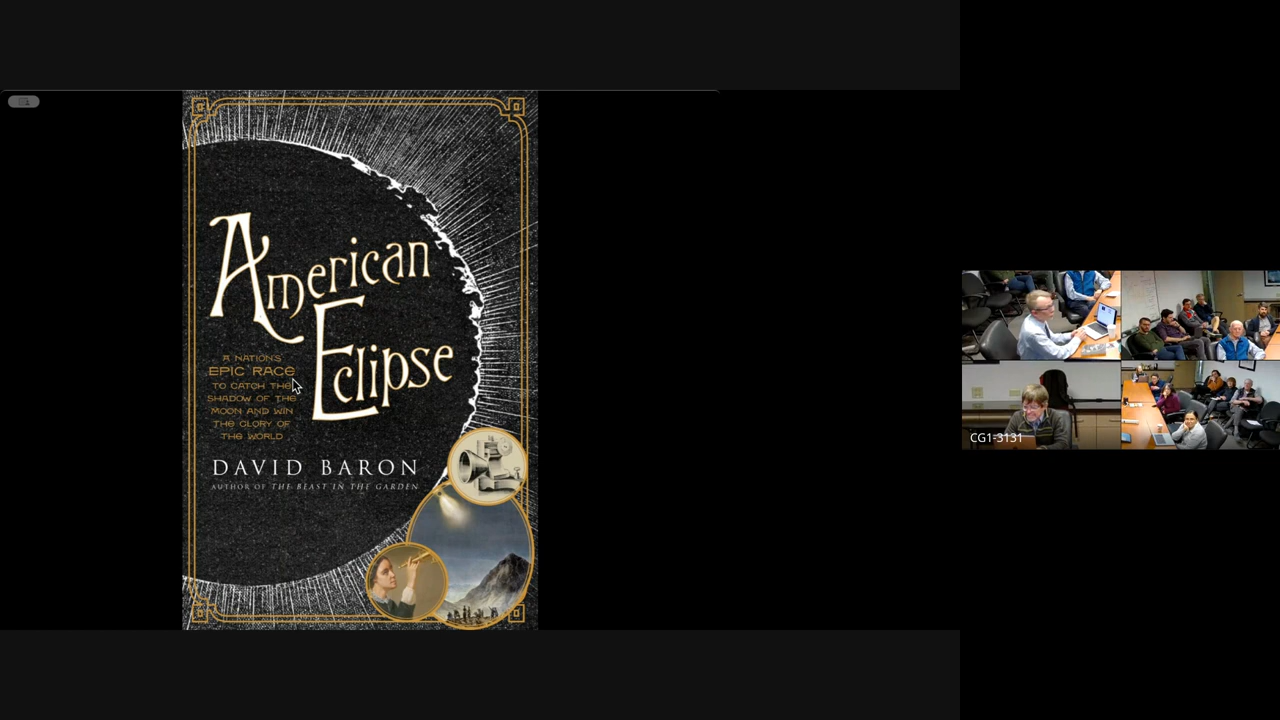 AMERICAN
ECLIPSE
A NATION'S
EPIC RACE
TO CATCH THE
SHADOW OF THE
MOON AND WIN
THE GLORY OF
THE WORLD
DAVID BARON
AUTHOR OF THE BEAST IN THE GARDEN
CG1-3131